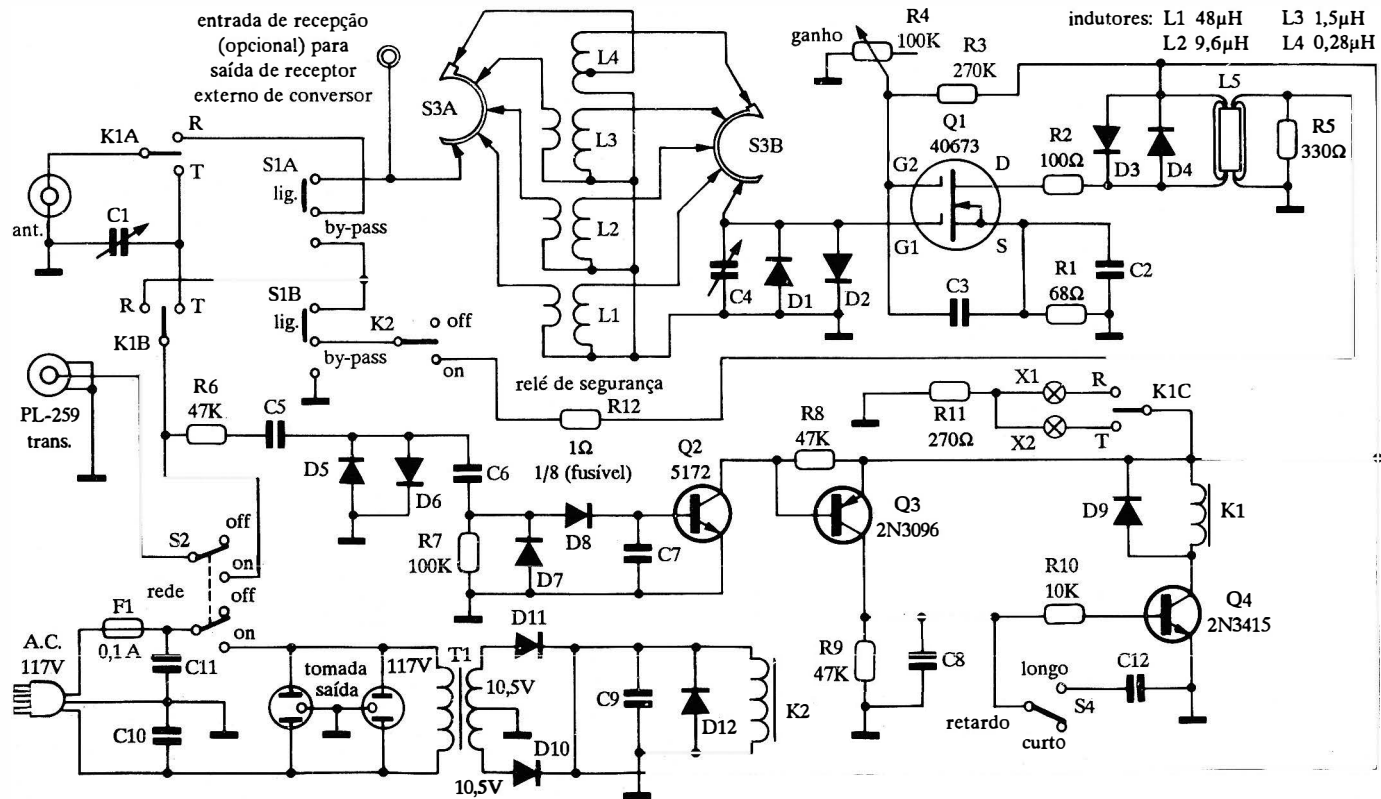 entrada de recepção
(opcional) para
saída de receptor
externo de conversor
indutores: L1 48µH L3 1,5µH
L2 9,6µH L4 0,28µH
ganho
R4
100K
R3
270K
L4
L5
S3A
S3B
L3
L2
L1
K1A
R
T
S1A
lig.
by-pass
ant.
C1
Q1
40673
G2
D
G1
S
R2
100Ω
D3
D4
R5
330Ω
C4
D1
D2
C3
R1
68Ω
C2
R
T
K1B
S1B
lig.
by-pass
K2
off
on
relé de segurança
R12
1Ω
1/8 (fusível)
PL-259
trans.
R6
47K
C5
D5
D6
C6
R7
100K
D7
D8
C7
Q2
5172
R8
47K
Q3
2N3096
R11
270Ω
X1
X2
R
T
K1C
D9
K1
R10
10K
Q4
2N3415
C12
longo
S4
retardo
curto
R9
47K
C8
S2
off
on
rede
off
on
F1
0,1 A
A.C.
117V
C11
C10
tomada
saída
117V
T1
D11
10,5V
D10
10,5V
C9
D12
K2